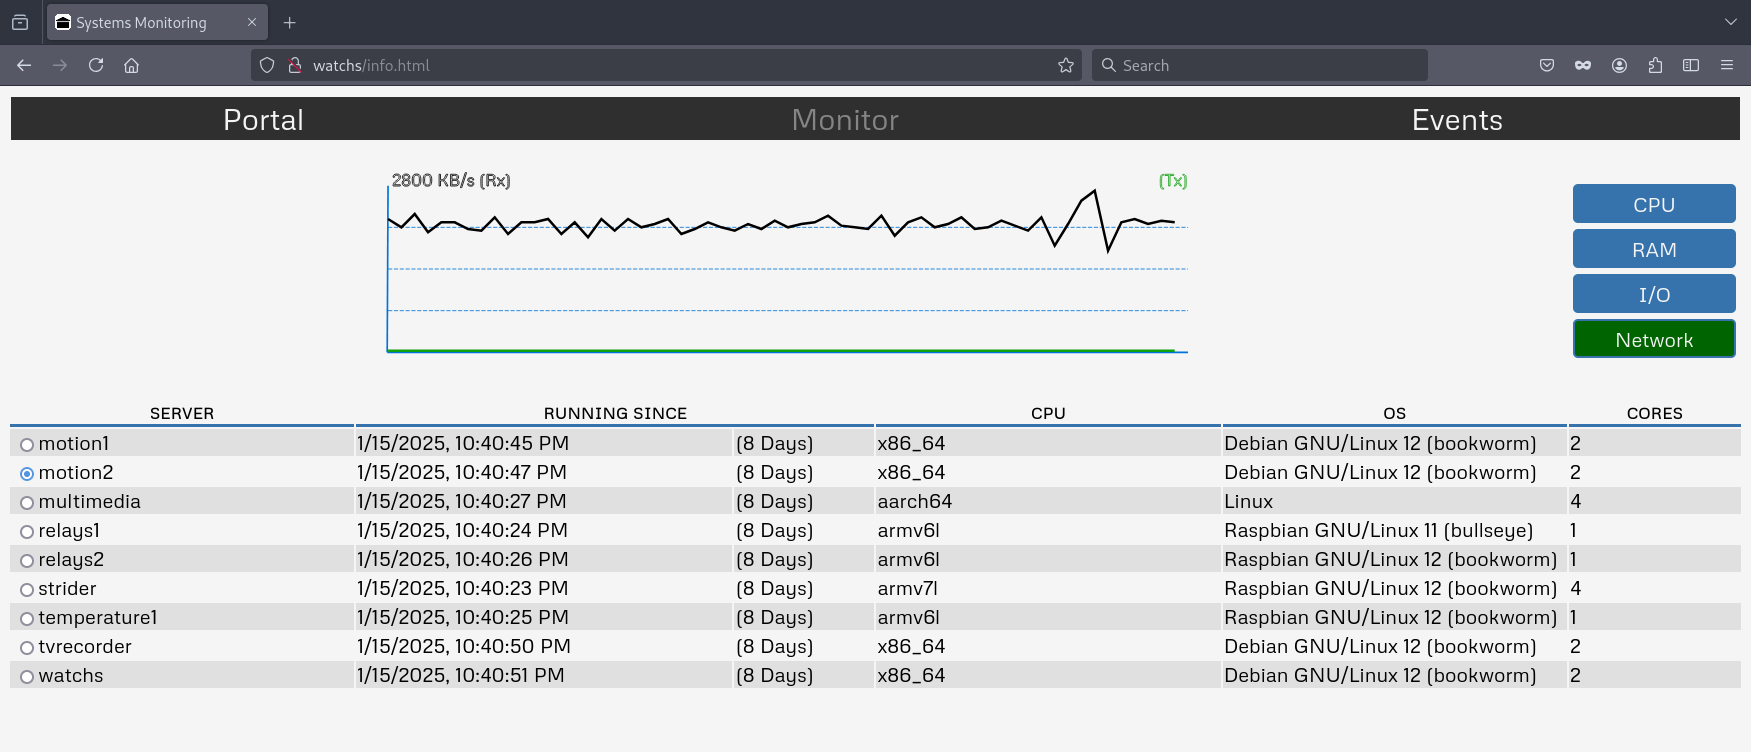 Systems Monitoring
watchs/info.html
Search
Portal Monitor Events
2800 KB/s (Rx) (Tx)
CPU
RAM
I/O
Network
SERVER RUNNING SINCE CPU OS CORES
motion1 1/15/2025, 10:40:45 PM (8 Days) x86_64 Debian GNU/Linux 12 (bookworm) 2
motion2 1/15/2025, 10:40:47 PM (8 Days) x86_64 Debian GNU/Linux 12 (bookworm) 2
multimedia 1/15/2025, 10:40:27 PM (8 Days) aarch64 Linux 4
relays1 1/15/2025, 10:40:24 PM (8 Days) armv6l Raspbian GNU/Linux 11 (bullseye) 1
relays2 1/15/2025, 10:40:26 PM (8 Days) armv6l Raspbian GNU/Linux 12 (bookworm) 1
strider 1/15/2025, 10:40:23 PM (8 Days) armv7l Raspbian GNU/Linux 12 (bookworm) 4
temperature1 1/15/2025, 10:40:25 PM (8 Days) armv6l Raspbian GNU/Linux 12 (bookworm) 1
tvrecorder 1/15/2025, 10:40:50 PM (8 Days) x86_64 Debian GNU/Linux 12 (bookworm) 2
watchs 1/15/2025, 10:40:51 PM (8 Days) x86_64 Debian GNU/Linux 12 (bookworm) 2